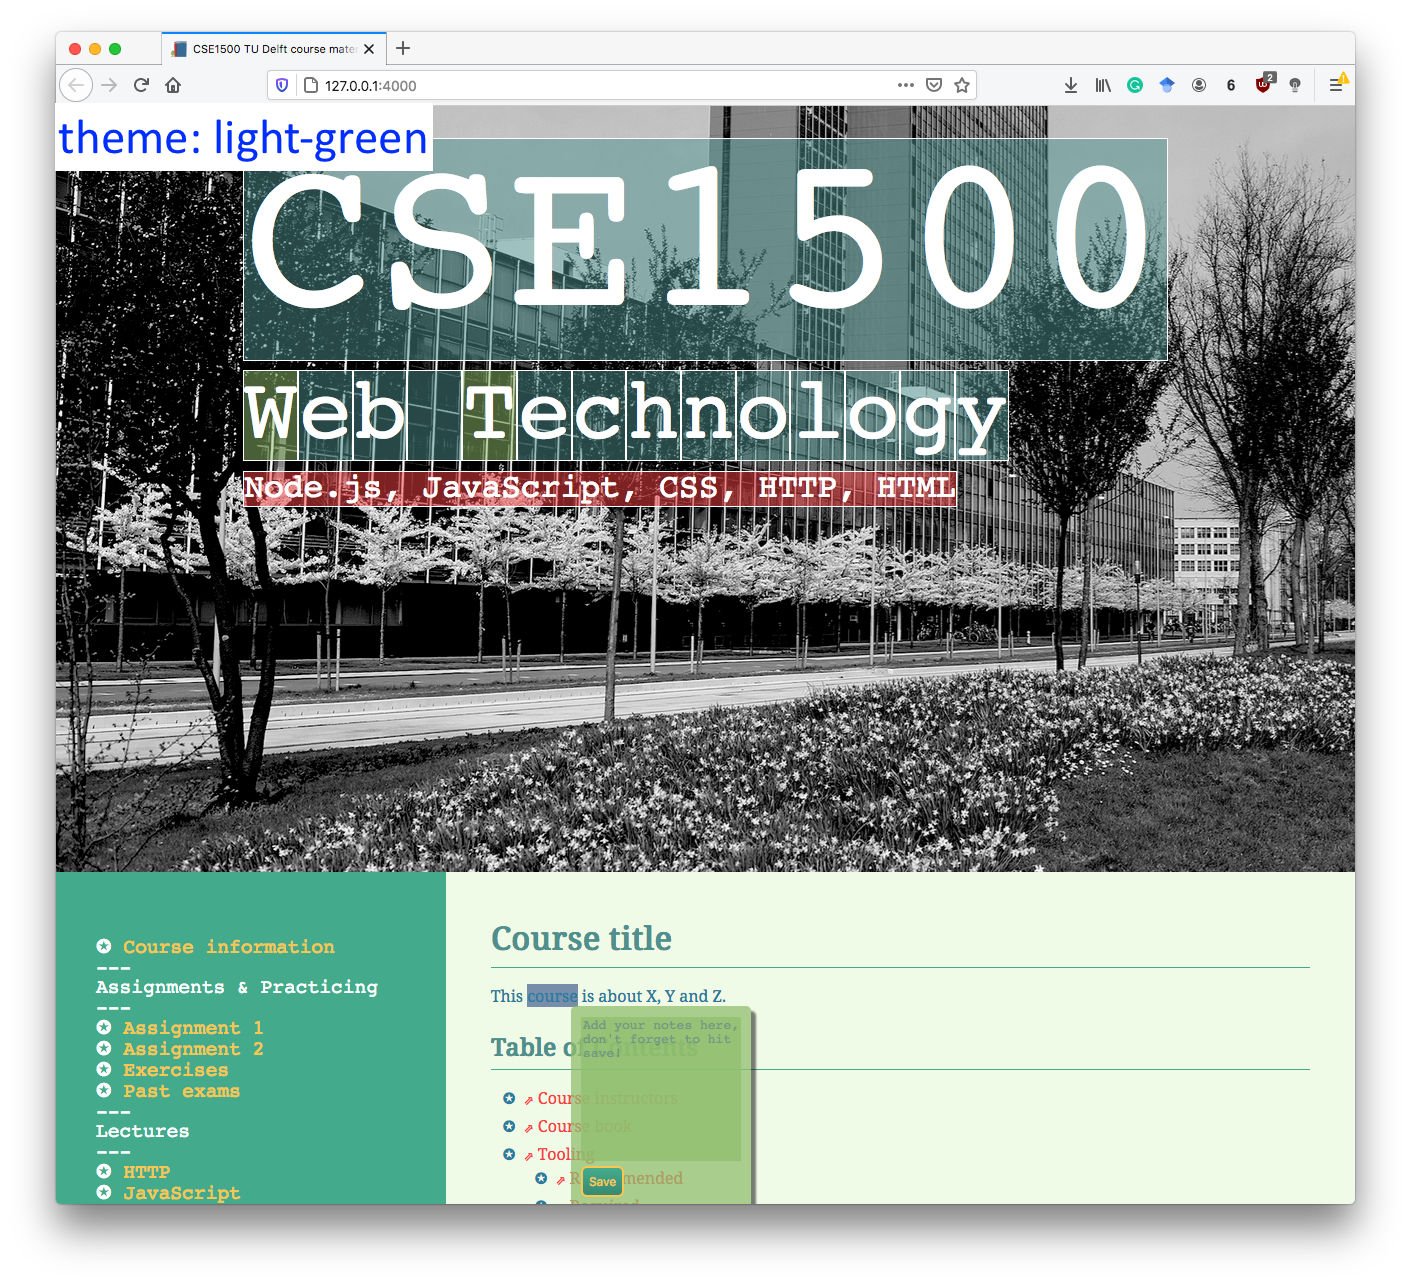 CSE1500 TU Delft course mate
127.0.0.1:4000
6
2
theme: light-green
CSE1500
Web Technology
Node.js, JavaScript, CSS, HTTP, HTML
Course information
---
Assignments & Practicing
---
Assignment 1
Assignment 2
Exercises
Past exams
---
Lectures
---
HTTP
JavaScript
Course title
This course is about X, Y and Z.
Add your notes here,
don't forget to hit
save!
Table of Contents
Course instructors
Course book
Tooling
Recommended
Required
Save